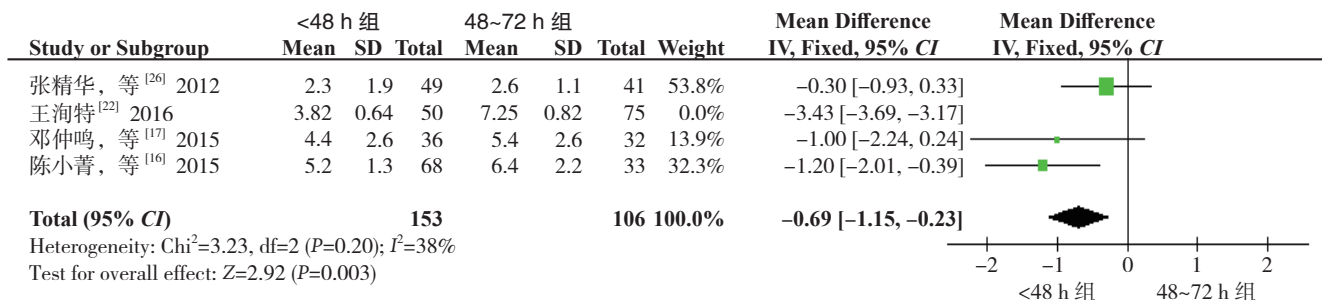 <48 h 组 48~72 h 组 Mean Difference Mean Difference
Study or Subgroup Mean SD Total Mean SD Total Weight IV, Fixed, 95% CI IV, Fixed, 95% CI
张精华，等[26] 2012 2.3 1.9 49 2.6 1.1 41 53.8% −0.30 [−0.93, 0.33]
王洵特[22] 2016 3.82 0.64 50 7.25 0.82 75 0.0% −3.43 [−3.69, −3.17]
邓仲鸣，等[17] 2015 4.4 2.6 36 5.4 2.6 32 13.9% −1.00 [−2.24, 0.24]
陈小菁，等[16] 2015 5.2 1.3 68 6.4 2.2 33 32.3% −1.20 [−2.01, −0.39]
Total (95% CI) 153 106 100.0% −0.69 [−1.15, −0.23]
Heterogeneity: Chi²=3.23, df=2 (P=0.20); I²=38%
Test for overall effect: Z=2.92 (P=0.003)
−2 −1 0 1 2
<48 h 组 48~72 h 组